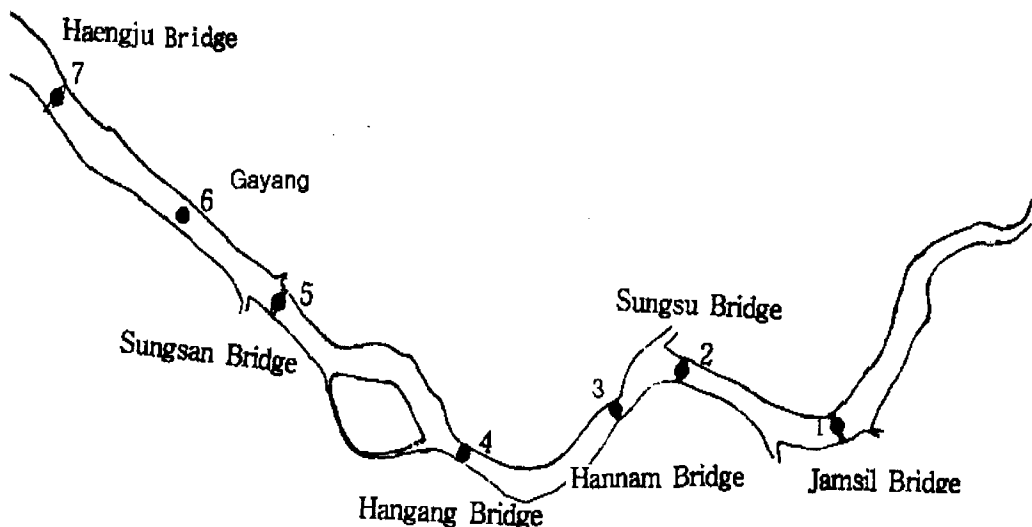 Haengju Bridge
7
Gayang
6
5
Sungsan Bridge
Sungsu Bridge
2
3
1
4
Hannam Bridge
Jamsil Bridge
Hangang Bridge